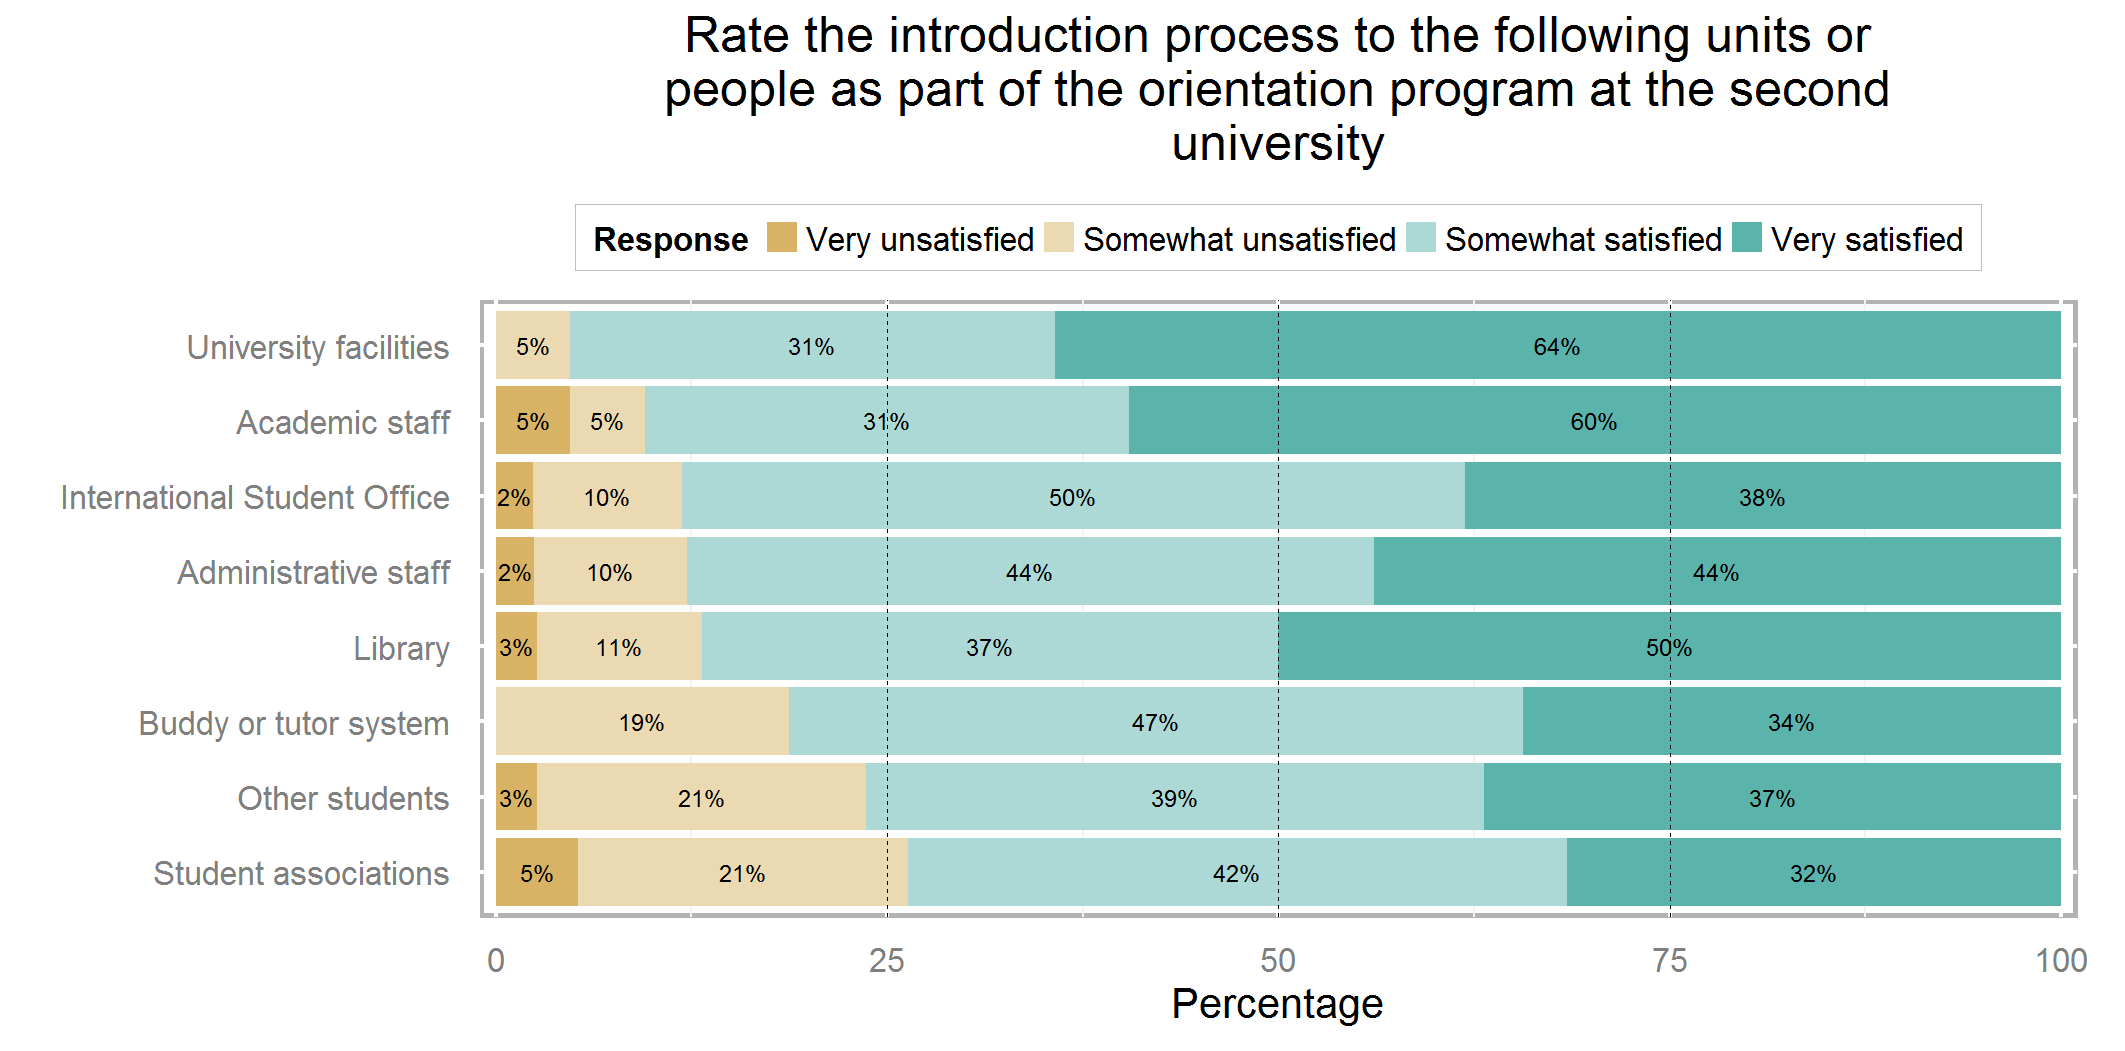 Rate the introduction process to the following units or
people as part of the orientation program at the second
university
Response Very unsatisfied Somewhat unsatisfied Somewhat satisfied Very satisfied
University facilities 5% 31% 64%
Academic staff 5% 5% 31% 60%
International Student Office 2% 10% 50% 38%
Administrative staff 2% 10% 44% 44%
Library 3% 11% 37% 50%
Buddy or tutor system 19% 47% 34%
Other students 3% 21% 39% 37%
Student associations 5% 21% 42% 32%
0 25 50 75 100
Percentage